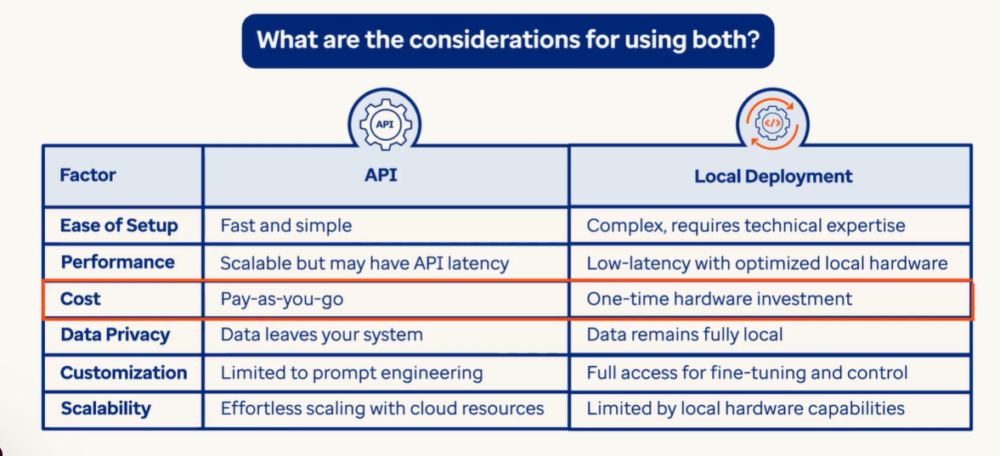 What are the considerations for using both?
API
</>
Factor API Local Deployment
Ease of Setup Fast and simple Complex, requires technical expertise
Performance Scalable but may have API latency Low-latency with optimized local hardware
Cost Pay-as-you-go One-time hardware investment
Data Privacy Data leaves your system Data remains fully local
Customization Limited to prompt engineering Full access for fine-tuning and control
Scalability Effortless scaling with cloud resources Limited by local hardware capabilities